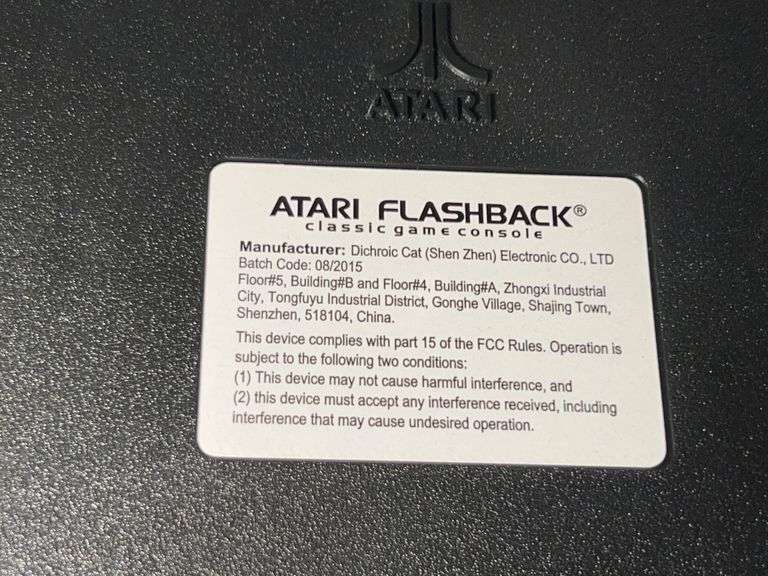 ATARI
ATARI FLASHBACK®
classic game console
Manufacturer: Dichroic Cat (Shen Zhen) Electronic CO., LTD
Batch Code: 08/2015
Floor#5, Building#B and Floor#4, Building#A, Zhongxi Industrial
City, Tongfuyu Industrial District, Gonghe Village, Shajing Town,
Shenzhen, 518104, China.
This device complies with part 15 of the FCC Rules. Operation is
subject to the following two conditions:
(1) This device may not cause harmful interference, and
(2) this device must accept any interference received, including
interference that may cause undesired operation.